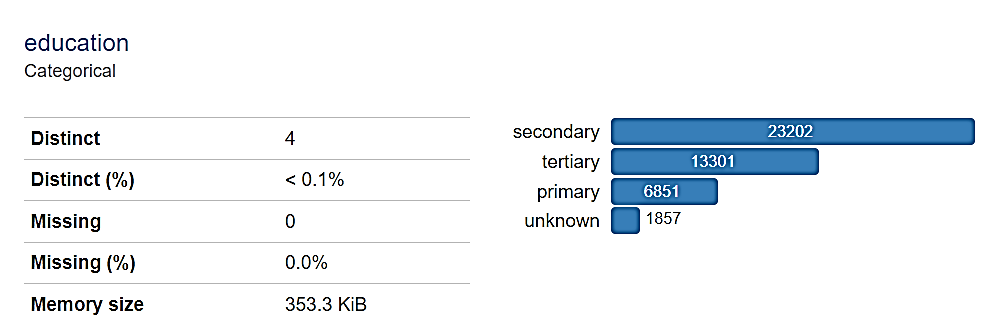 education
Categorical
Distinct 4
Distinct (%) < 0.1%
Missing 0
Missing (%) 0.0%
Memory size 353.3 KiB
secondary 23202
tertiary 13301
primary 6851
unknown 1857